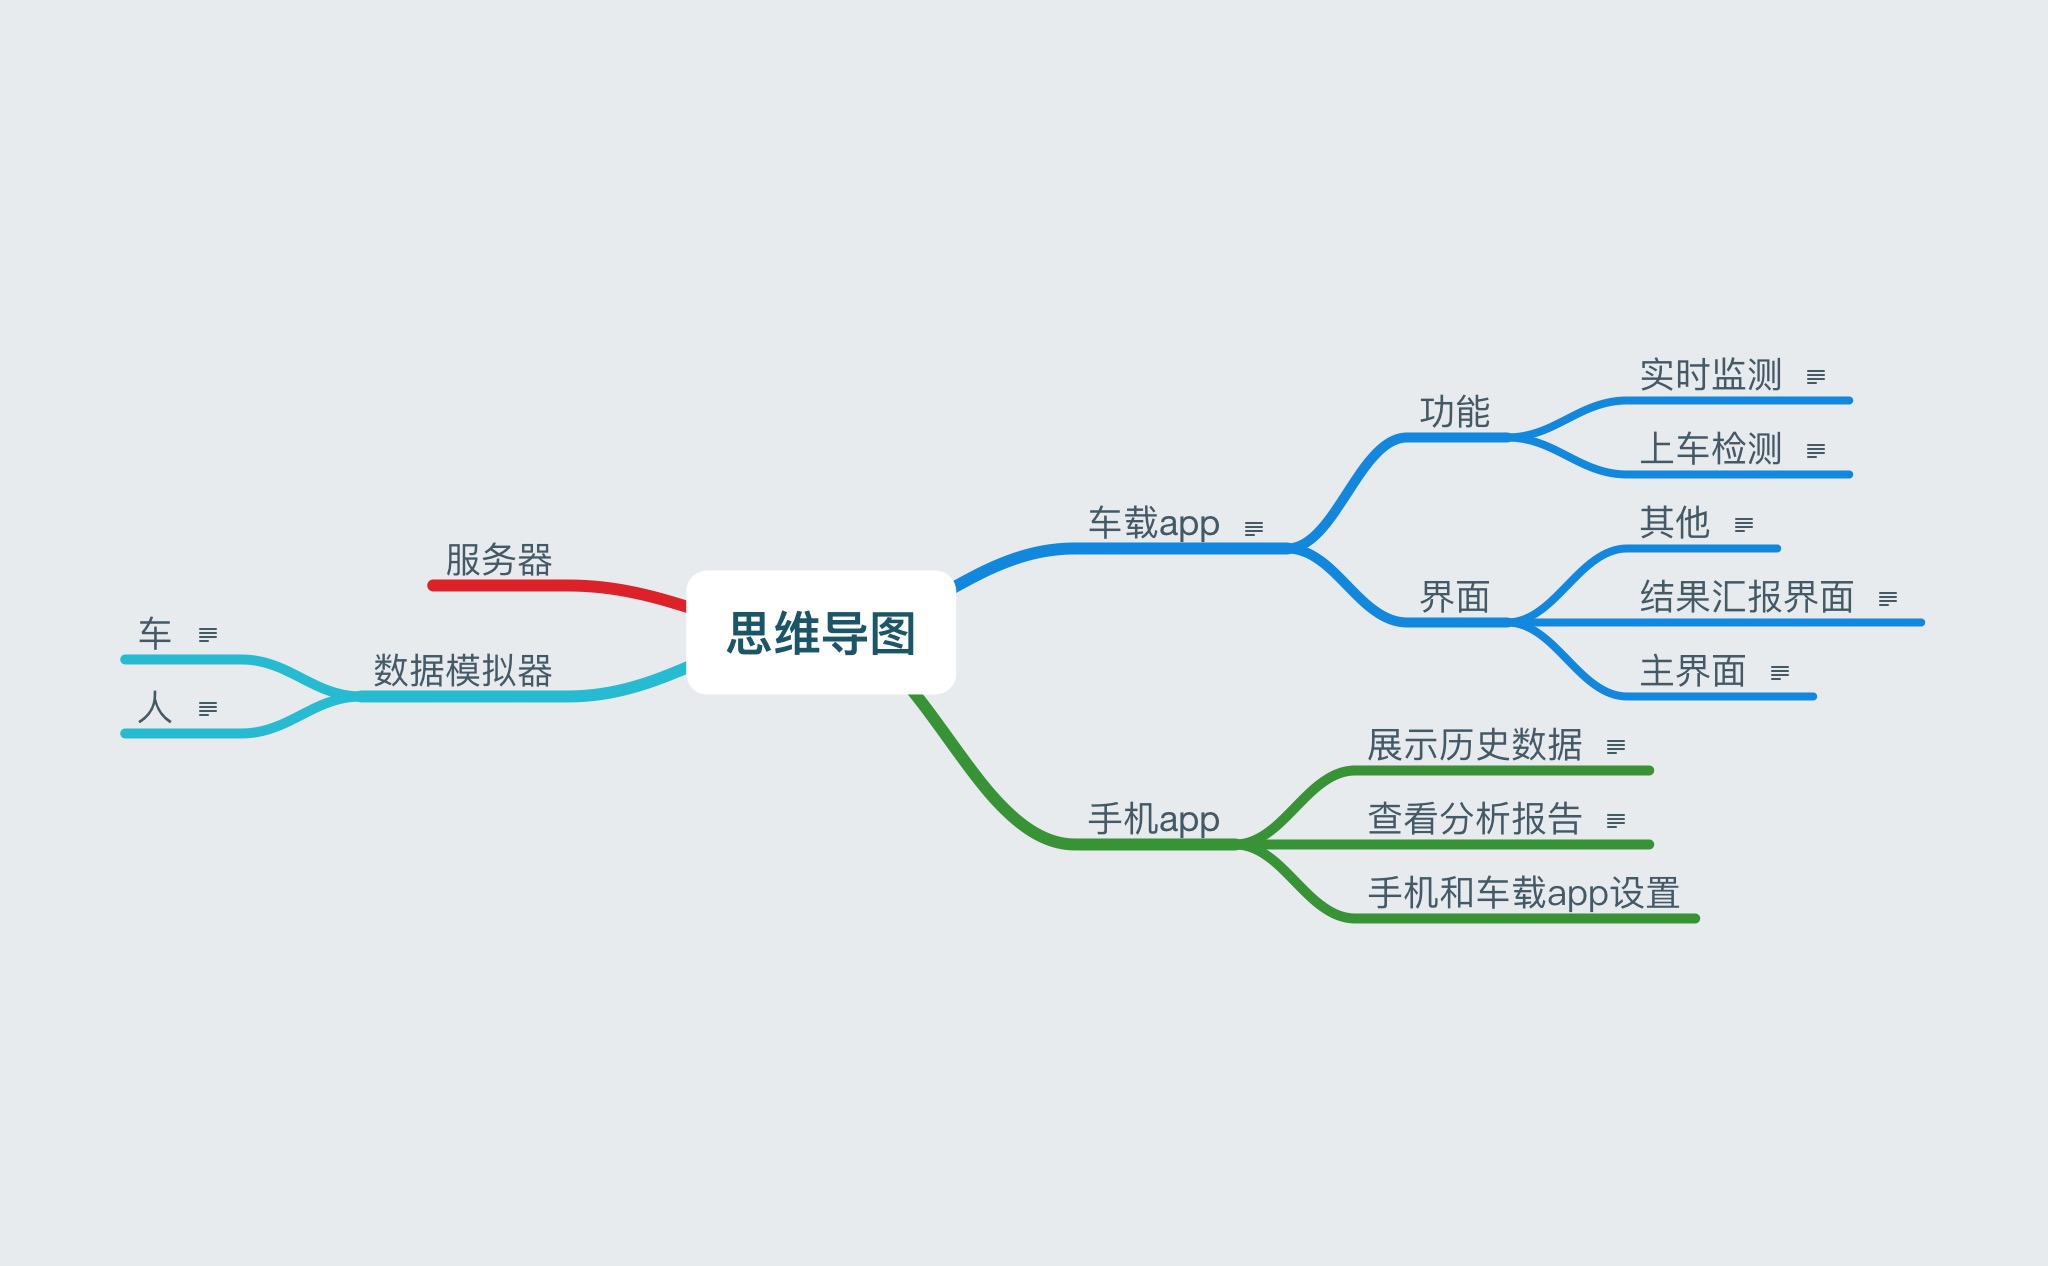 思维导图
车载app
功能
实时监测
上车检测
界面
其他
结果汇报界面
主界面
手机app
展示历史数据
查看分析报告
手机和车载app设置
服务器
数据模拟器
车
人